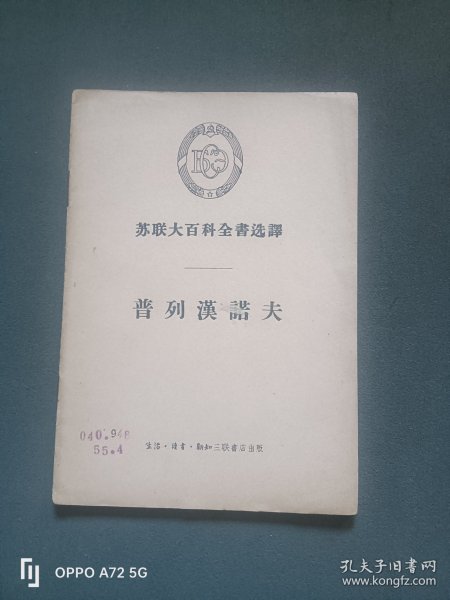 БСЭ
苏联大百科全書选譯
普列漢諾夫
040.948
55.4
生活·讀書·新知三联書店出版
OPPO A72 5G
孔夫子旧书网
www.kongfz.com